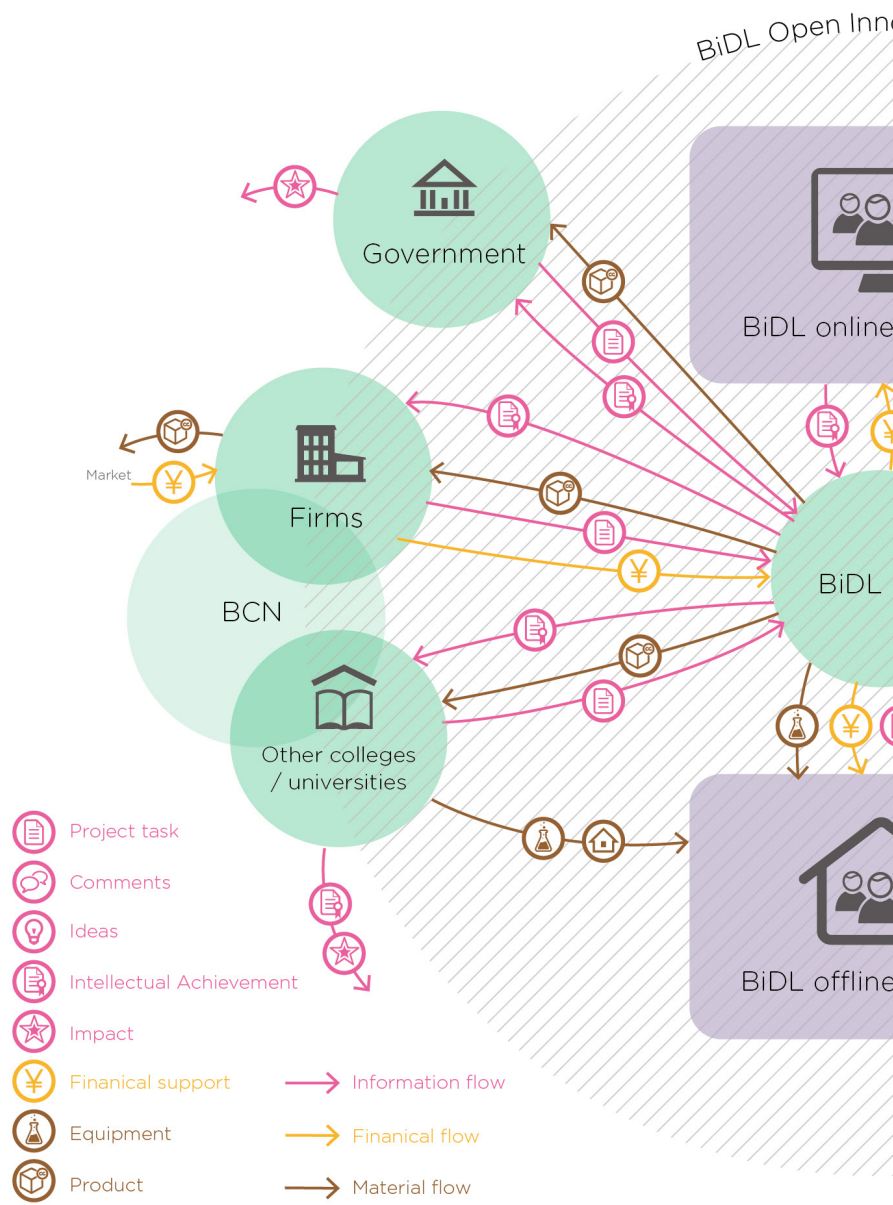 BiDL Open Inno
Government
BiDL online
Market
Firms
BCN
BiDL
Other colleges
/ universities
BiDL offline
Project task
Comments
Ideas
Intellectual Achievement
Impact
Finanical support
Equipment
Product
Information flow
Finanical flow
Material flow